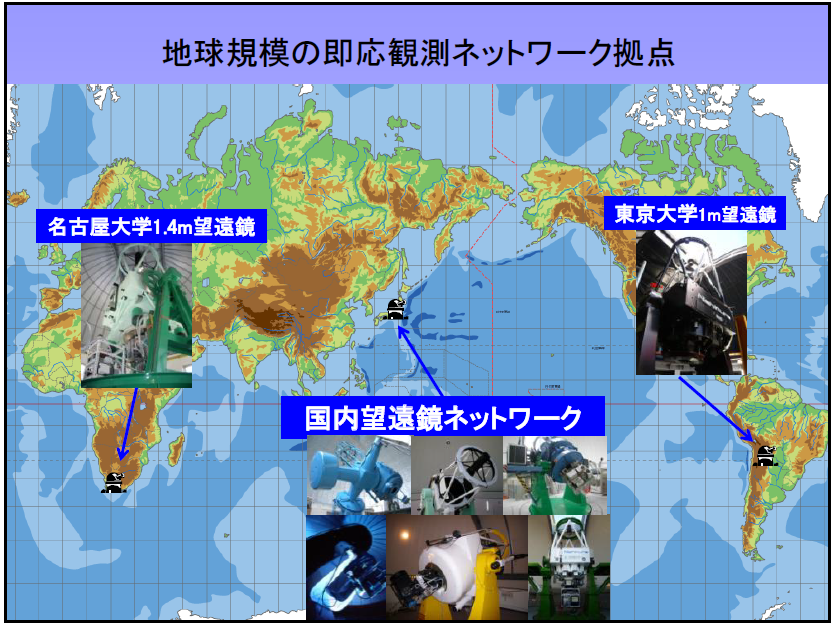 地球規模の即応観測ネットワーク拠点
名古屋大学1.4m望遠鏡
東京大学1m望遠鏡
国内望遠鏡ネットワーク